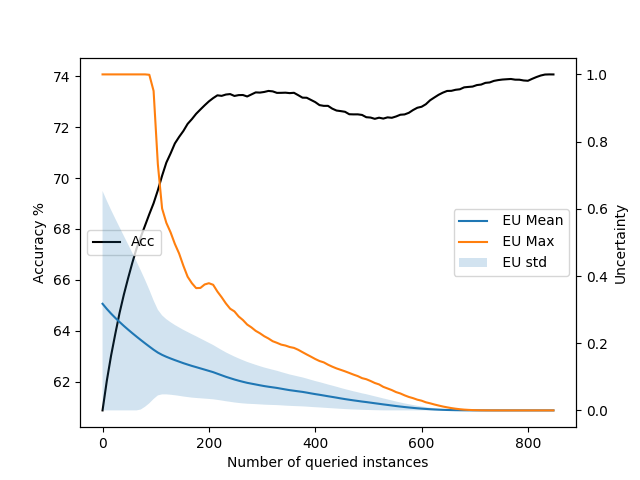 74
72
70
68
66
64
62
Accuracy %
Acc
EU Mean
EU Max
EU std
1.0
0.8
0.6
0.4
0.2
0.0
Uncertainty
0 200 400 600 800
Number of queried instances